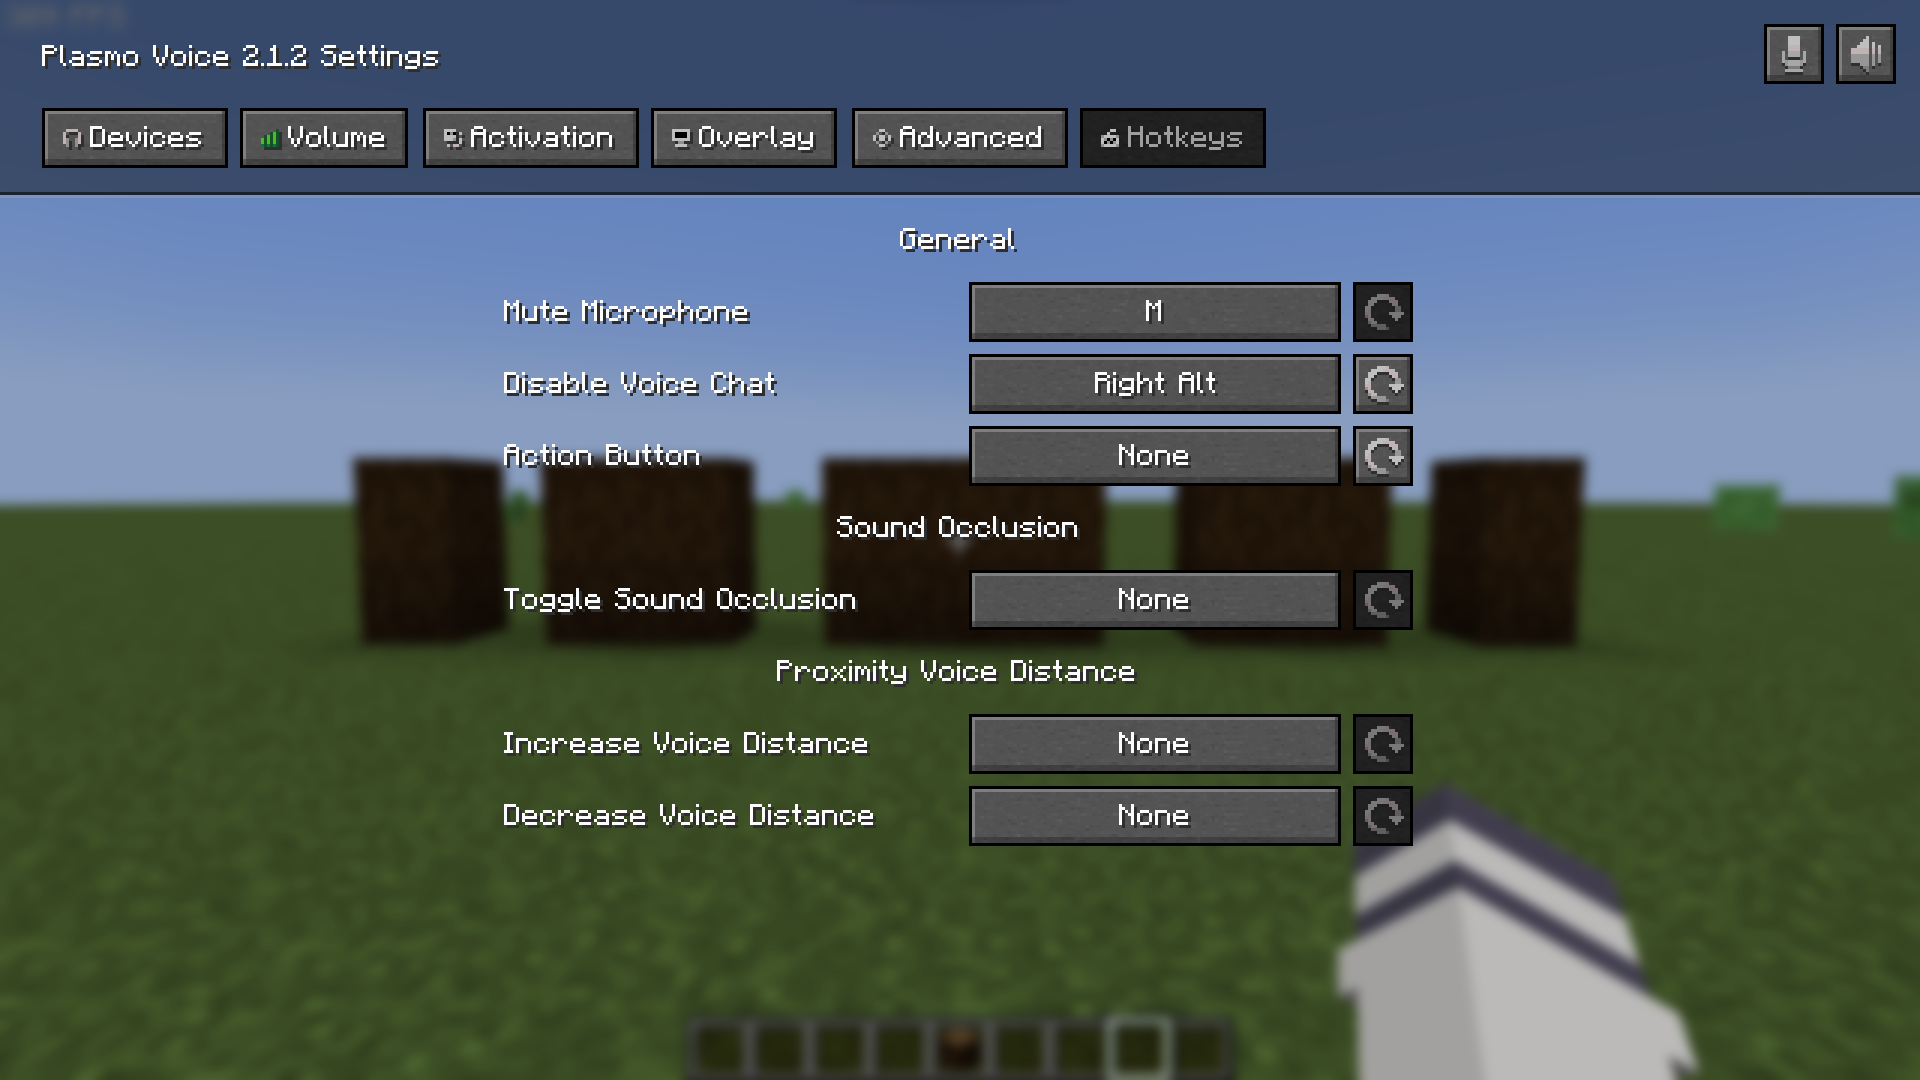 Plasmo Voice 2.1.2 Settings
Devices Volume Activation Overlay Advanced Hotkeys
General
Mute Microphone M
Disable Voice Chat Right Alt
Action Button None
Sound Occlusion
Toggle Sound Occlusion None
Proximity Voice Distance
Increase Voice Distance None
Decrease Voice Distance None